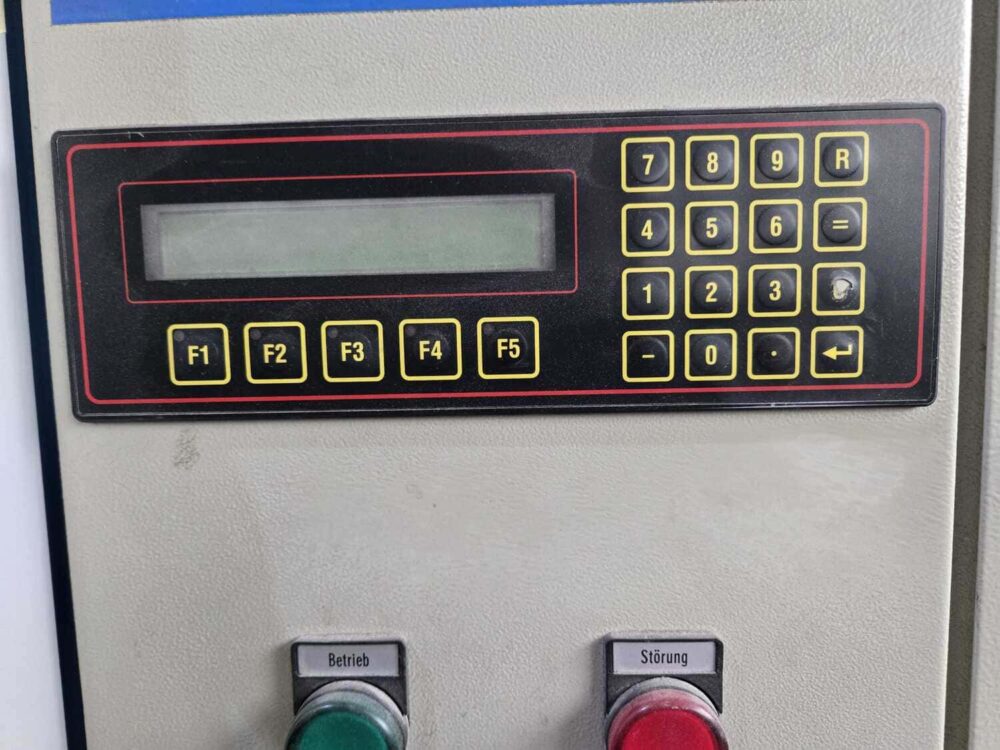 7 8 9 R
4 5 6 =
1 2 3
- 0 .
F1 F2 F3 F4 F5
Betrieb
Störung